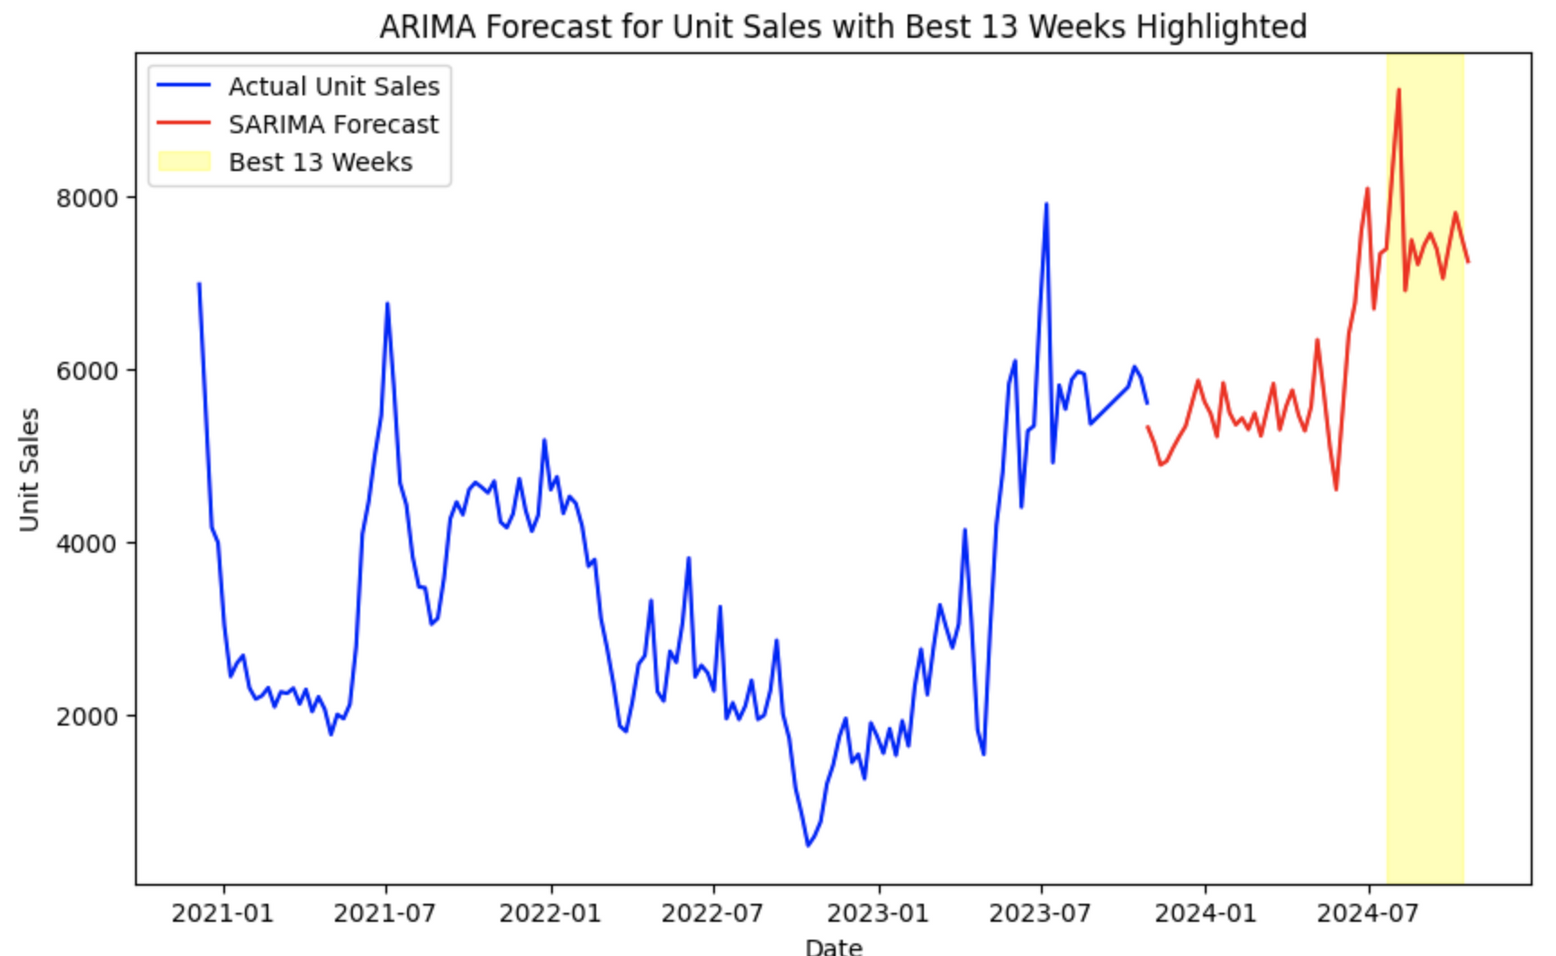 ARIMA Forecast for Unit Sales with Best 13 Weeks Highlighted
Actual Unit Sales
SARIMA Forecast
Best 13 Weeks
8000
6000
4000
2000
Unit Sales
2021-01
2021-07
2022-01
2022-07
2023-01
2023-07
2024-01
2024-07
Date